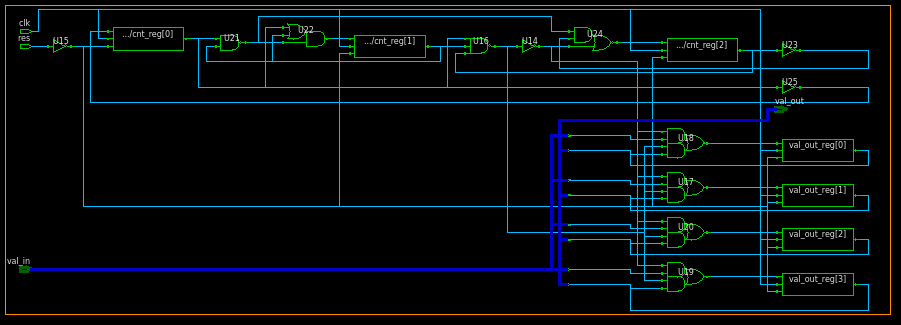 clk
res
U15
.../cnt_reg[0]
U21
U22
.../cnt_reg[1]
U16
U14
U24
.../cnt_reg[2]
U23
U25
val_out
U18
val_out_reg[0]
U17
val_out_reg[1]
U20
val_out_reg[2]
val_in
U19
val_out_reg[3]